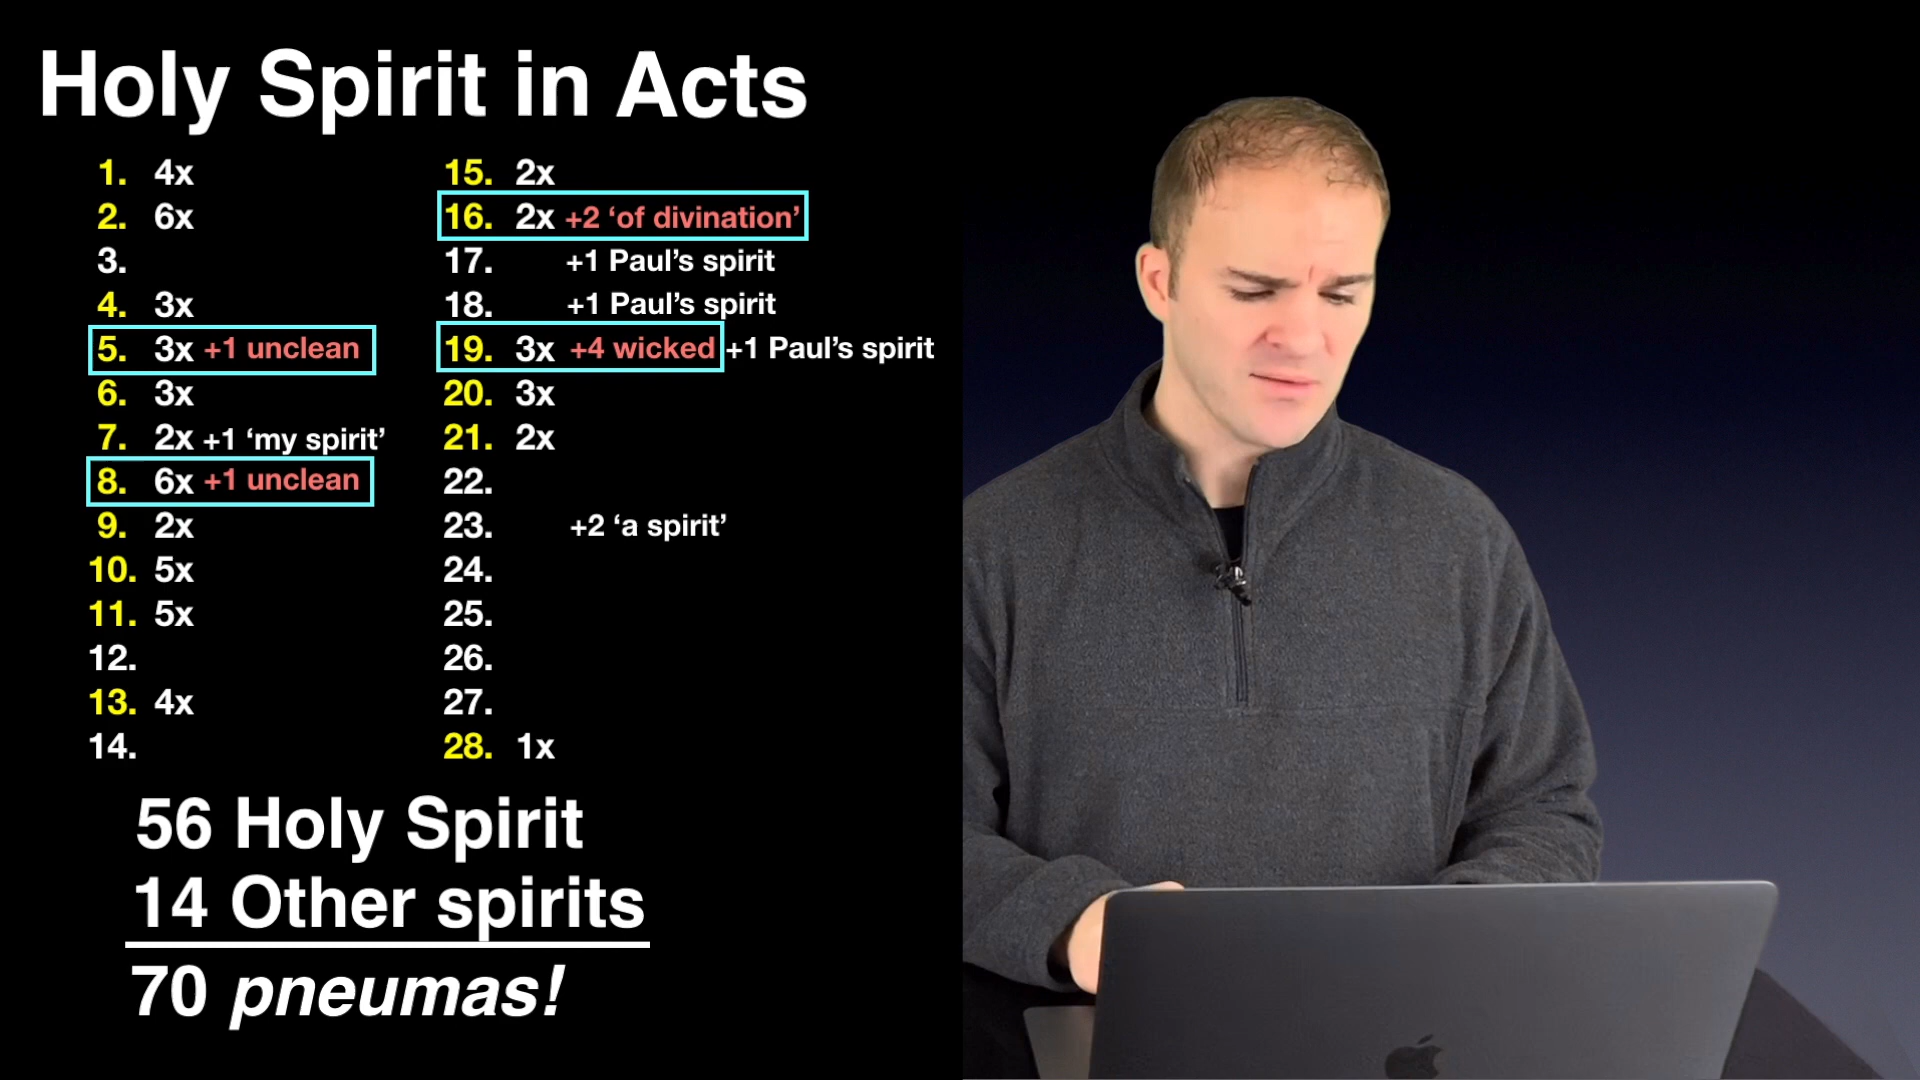 Holy Spirit in Acts
1. 4x
2. 6x
3.
4. 3x
5. 3x +1 unclean
6. 3x
7. 2x +1 ‘my spirit’
8. 6x +1 unclean
9. 2x
10. 5x
11. 5x
12.
13. 4x
14.
15. 2x
16. 2x +2 ‘of divination’
17. +1 Paul’s spirit
18. +1 Paul’s spirit
19. 3x +4 wicked +1 Paul’s spirit
20. 3x
21. 2x
22.
23. +2 ‘a spirit’
24.
25.
26.
27.
28. 1x
56 Holy Spirit
14 Other spirits
70 pneumas!